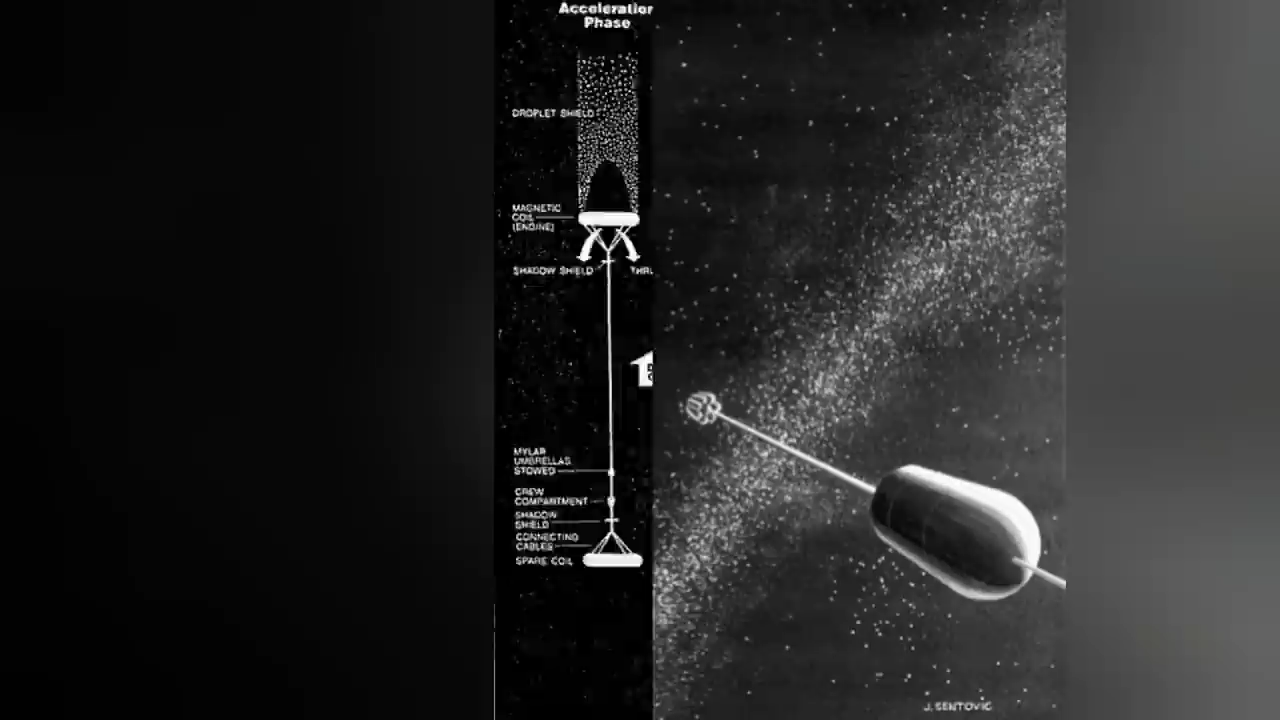 Acceleration
Phase
DROPLET SHIELD
MAGNETIC
COIL
(ENGINE)
SHADOW SHIELD
THRU
MYLAR
UMBRELLAS
STOWED
CREW
COMPARTMENT
SHADOW
SHIELD
CONNECTING
CABLES
SPARE COIL
J. SENTOVIC